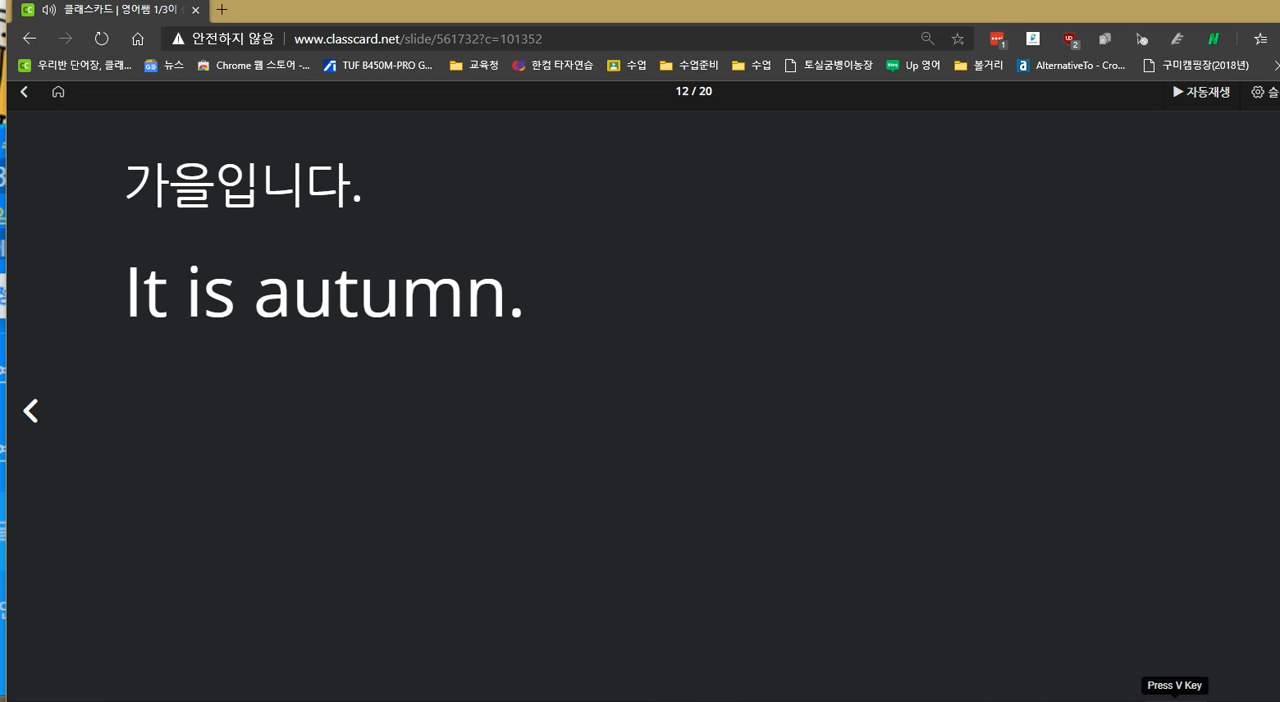 클래스카드 | 영어쌤 1/3이
안전하지 않음 www.classcard.net/slide/561732?c=101352
우리반 단어장, 클래... 뉴스 Chrome 웹 스토어 -... TUF B450M-PRO G... 교육청 한컴 타자연습 수업 수업준비 수업 토실굼벵이농장 Up 영어 볼거리 AlternativeTo - Cro... 구미캠핑장(2018년)
12 / 20 자동재생 슬
가을입니다.
It is autumn.
Press V Key